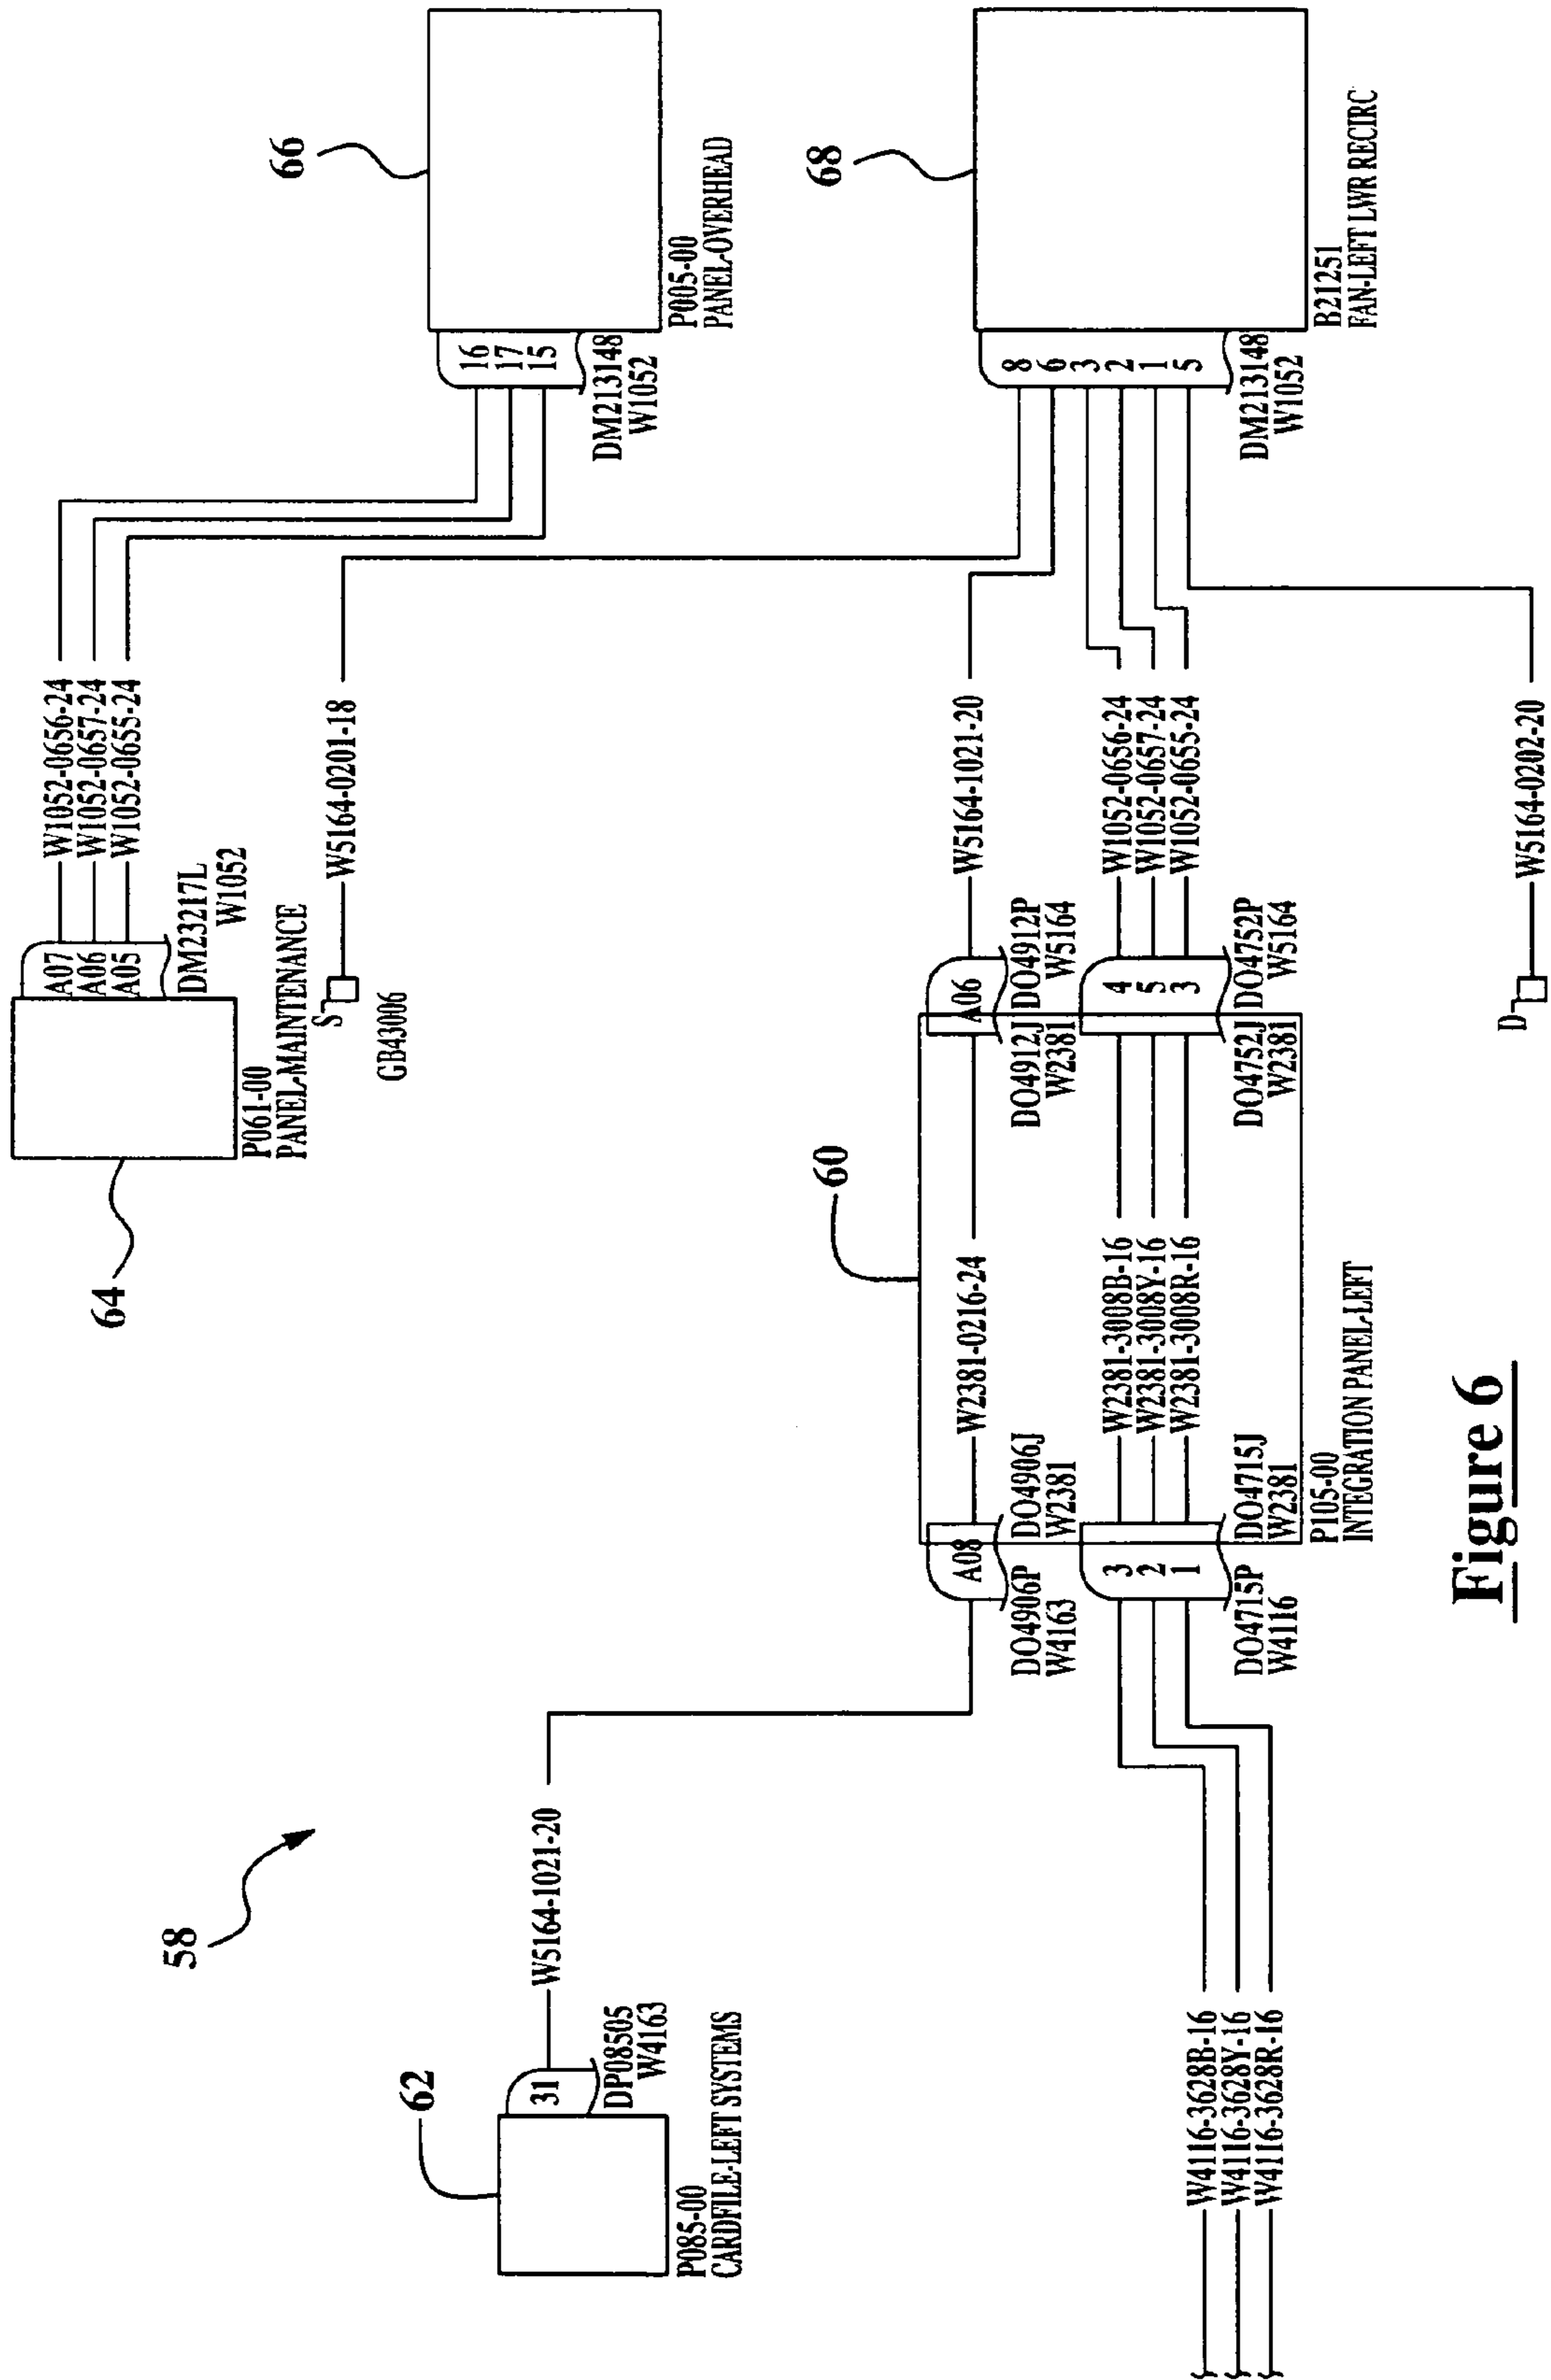 58
62
31
DP08505
W4163
P085-00
CARDFILE-LEFT SYSTEMS
W5164-1021-20
64
A07
A06
A05
DM23217L
W1052
P061-00
PANEL-MAINTENANCE
W1052-0656-24
W1052-0657-24
W1052-0655-24
66
16
17
15
DM213148
W1052
P005-00
PANEL-OVERHEAD
S
GB43006
W5164-0201-18
60
A08
DO4906P
W4163
DO4906J
W2381
W2381-0216-24
A06
DO4912J
W2381
DO4912P
W5164
W5164-1021-20
3
2
1
DO4715P
W4116
DO4715J
W2381
W2381-3008B-16
W2381-3008Y-16
W2381-3008R-16
4
5
3
DO4752J
W2381
DO4752P
W5164
W1052-0656-24
W1052-0657-24
W1052-0655-24
P105-00
INTEGRATION PANEL-LEFT
W4116-3628B-16
W4116-3628Y-16
W4116-3628R-16
68
8
6
3
2
1
5
DM213148
W1052
B21251
FAN-LEFT LWR RECIRC
D
W5164-0202-20
Figure 6